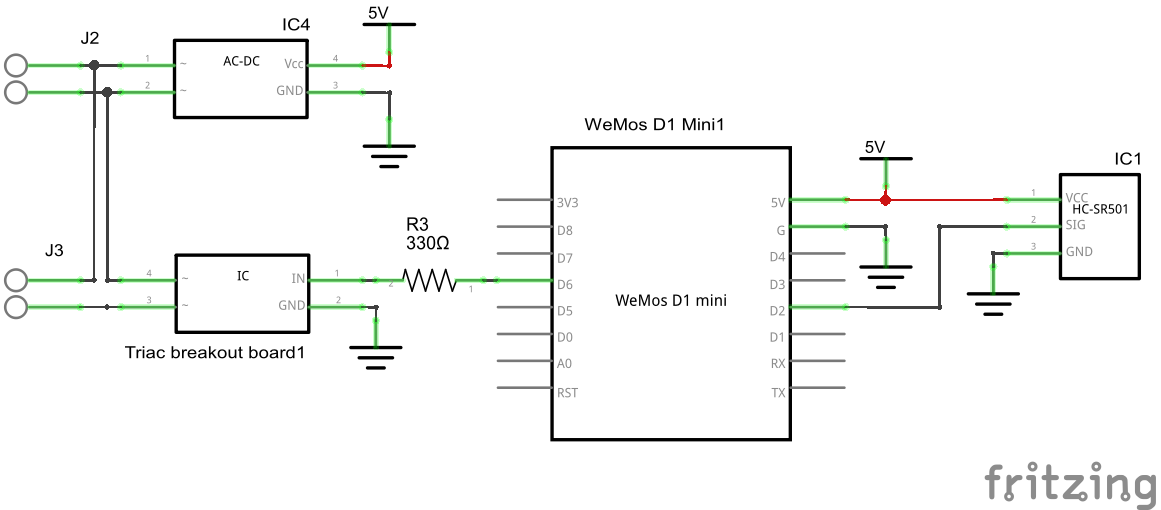 J2
IC4
5V
1
~
AC-DC
Vcc
4
2
~
GND
3
J3
4
~
IC
IN
1
3
~
GND
2
Triac breakout board1
R3
330Ω
2
1
WeMos D1 Mini1
3V3
D8
D7
D6
D5
D0
A0
RST
WeMos D1 mini
5V
G
D4
D3
D2
D1
RX
TX
5V
IC1
1
VCC
HC-SR501
2
SIG
3
GND
fritzing